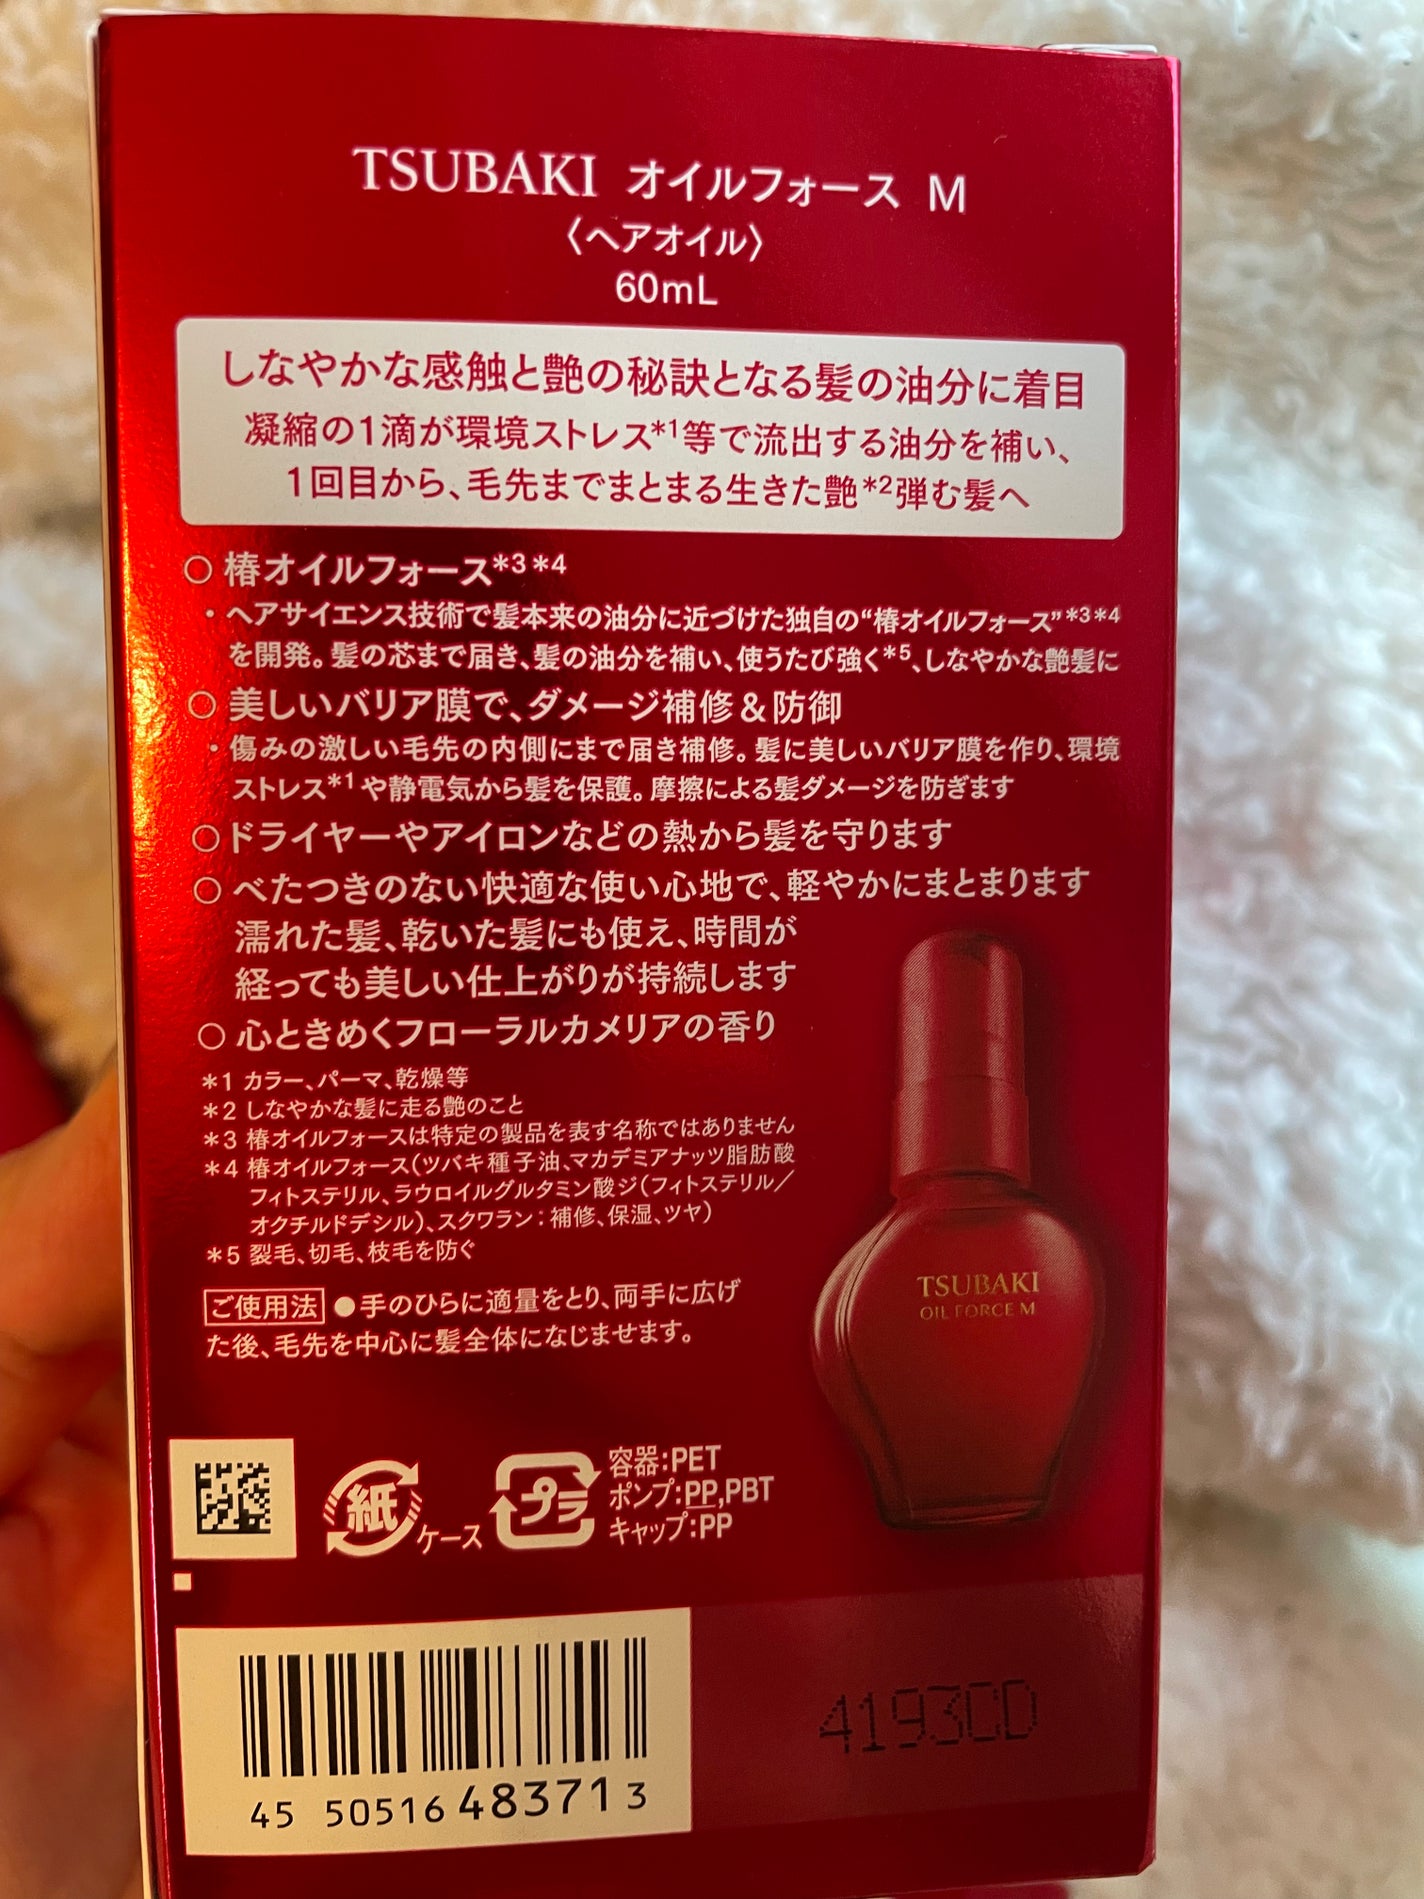 TSUBAKI オイルフォース M
〈ヘアオイル〉
60mL
しなやかな感触と艶の秘訣となる髪の油分に着目
凝縮の1滴が環境ストレス*1等で流出する油分を補い、
1回目から、毛先までまとまる生きた艶*2弾む髪へ
○ 椿オイルフォース*3*4
・ヘアサイエンス技術で髪本来の油分に近づけた独自の“椿オイルフォース”*3*4
を開発。髪の芯まで届き、髪の油分を補い、使うたび強く*5、しなやかな艶髪に
○ 美しいバリア膜で、ダメージ補修&防御
・傷みの激しい毛先の内側にまで届き補修。髪に美しいバリア膜を作り、環境
ストレス*1や静電気から髪を保護。摩擦による髪ダメージを防ぎます
○ドライヤーやアイロンなどの熱から髪を守ります
○ べたつきのない快適な使い心地で、軽やかにまとまります
濡れた髪、乾いた髪にも使え、時間が
経っても美しい仕上がりが持続します
○ 心ときめくフローラルカメリアの香り
*1 カラー、パーマ、乾燥等
*2 しなやかな髪に走る艶のこと
*3 椿オイルフォースは特定の製品を表す名称ではありません
*4 椿オイルフォース(ツバキ種子油、マカデミアナッツ脂肪酸
フィトステリル、ラウロイルグルタミン酸ジ(フィトステリル/
オクチルドデシル)、スクワラン:補修、保湿、ツヤ)
*5 裂毛、切毛、枝毛を防ぐ
ご使用法 ●手のひらに適量をとり、両手に広げ
た後、毛先を中心に髪全体になじませます。
TSUBAKI
OIL FORCE M
紙 ケース
プラ
容器:PET
ポンプ:PP,PBT
キャップ:PP
4193CD
45 50516 48371 3